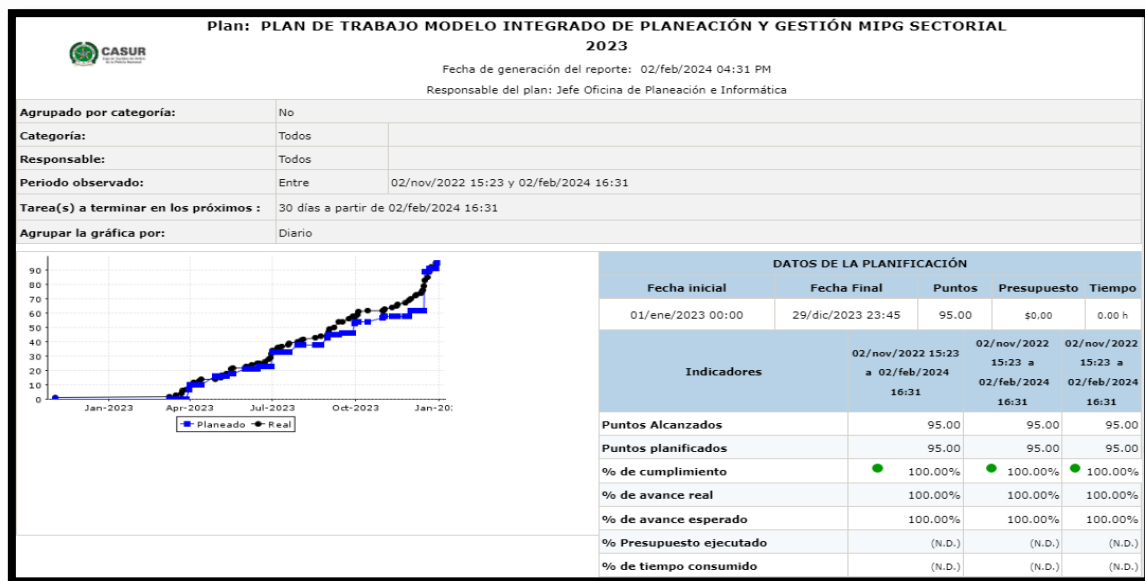 Plan: PLAN DE TRABAJO MODELO INTEGRADO DE PLANEACIÓN Y GESTIÓN MIPG SECTORIAL
2023
CASUR
Fecha de generación del reporte: 02/feb/2024 04:31 PM
Responsable del plan: Jefe Oficina de Planeación e Informática
Agrupado por categoría: No
Categoría: Todos
Responsable: Todos
Periodo observado: Entre 02/nov/2022 15:23 y 02/feb/2024 16:31
Tarea(s) a terminar en los próximos : 30 días a partir de 02/feb/2024 16:31
Agrupar la gráfica por: Diario
90
80
70
60
50
40
30
20
10
0
Jan-2023 Apr-2023 Jul-2023 Oct-2023 Jan-20:
Planeado Real
DATOS DE LA PLANIFICACIÓN
Fecha inicial Fecha Final Puntos Presupuesto Tiempo
01/ene/2023 00:00 29/dic/2023 23:45 95.00 $0,00 0.00 h
Indicadores
02/nov/2022 15:23
a 02/feb/2024
16:31
02/nov/2022
15:23 a
02/feb/2024
16:31
02/nov/2022
15:23 a
02/feb/2024
16:31
Puntos Alcanzados 95.00 95.00 95.00
Puntos planificados 95.00 95.00 95.00
% de cumplimiento 100.00% 100.00% 100.00%
% de avance real 100.00% 100.00% 100.00%
% de avance esperado 100.00% 100.00% 100.00%
% Presupuesto ejecutado (N.D.) (N.D.) (N.D.)
% de tiempo consumido (N.D.) (N.D.) (N.D.)